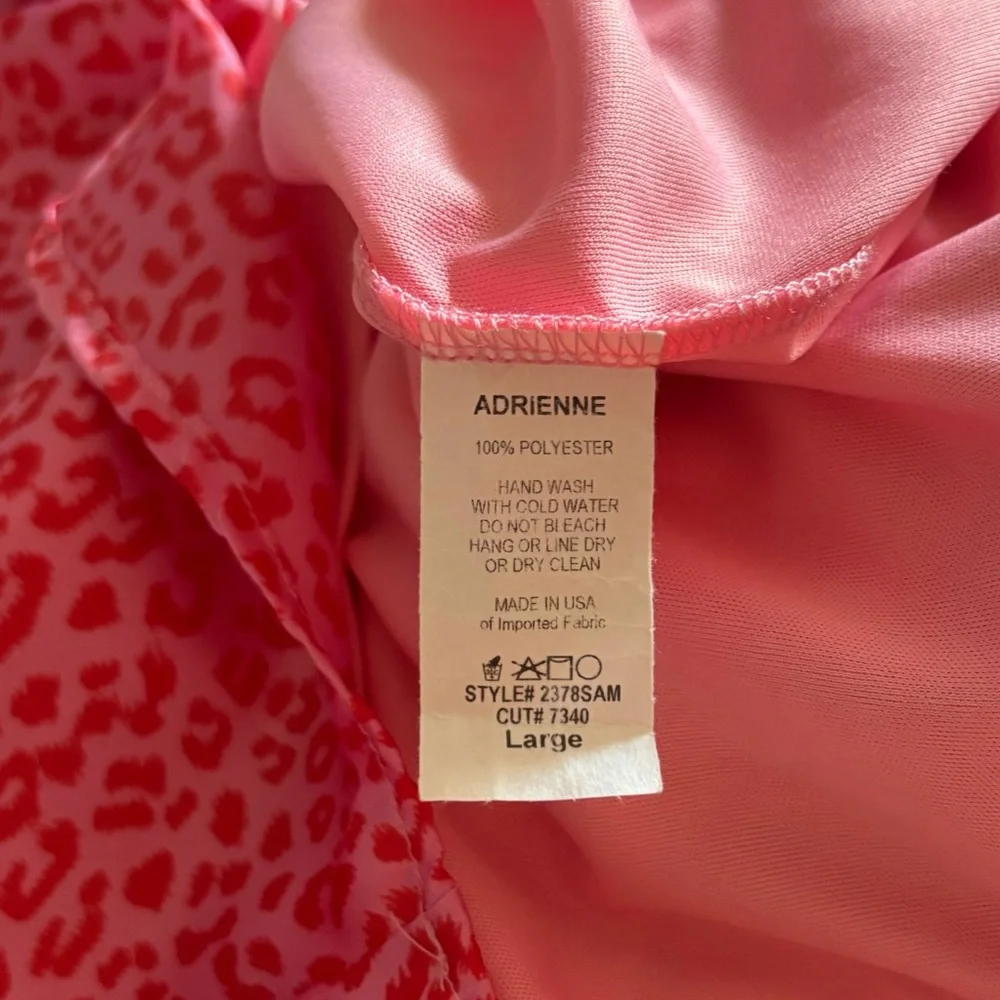 ADRIENNE
100% POLYESTER
HAND WASH
WITH COLD WATER
DO NOT BLEACH
HANG OR LINE DRY
OR DRY CLEAN
MADE IN USA
of Imported Fabric
STYLE# 2378SAM
CUT# 7340
Large